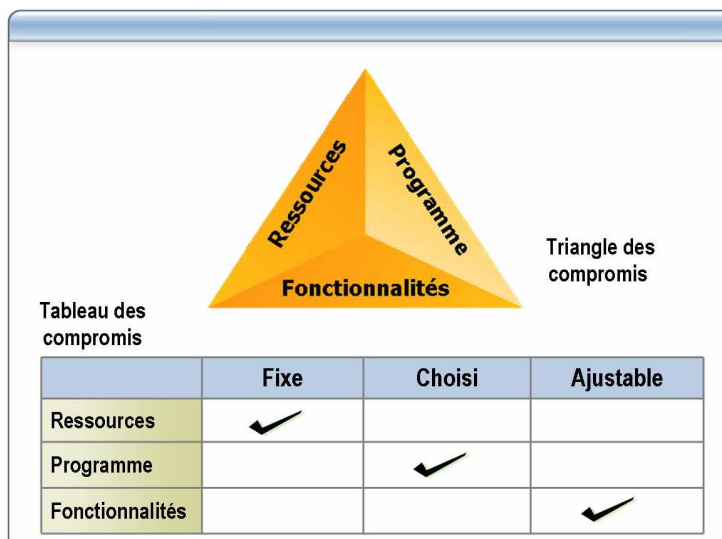 Ressources
Programme
Fonctionnalités
Triangle des
compromis
Tableau des
compromis
Fixe Choisi Ajustable
Ressources
Programme
Fonctionnalités